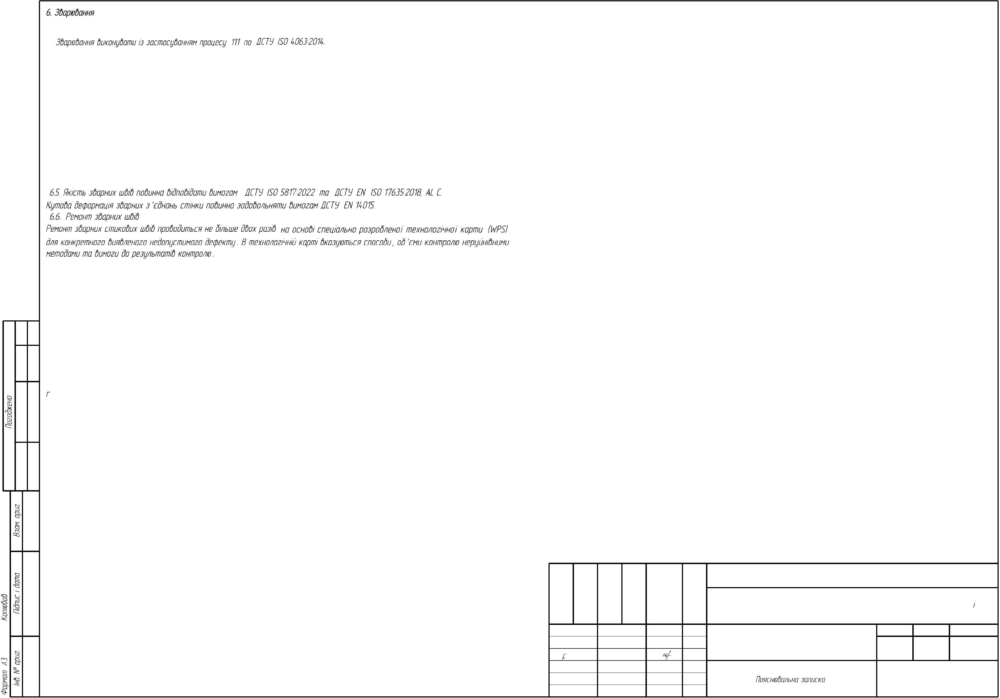 6. Зварювання
Зварювання виконувати із застосуванням процесу 111 по ДСТУ ISO 4063:2014.
6.5. Якість зварних швів повинна відповідати вимогам ДСТУ ISO 5817:2022 та ДСТУ EN ISO 17635:2018, AL C.
Кутова деформація зварних з'єднань стінки повинна задовольняти вимогам ДСТУ EN 14015.
6.6. Ремонт зварних швів
Ремонт зварних стикових швів проводиться не більше двох разів на основі спеціально розробленої технологічної карти (WPS)
для конкретного виявленого недопустимого дефекту. В технологічній карті вказуються способи, об'єми контролю неруйнівними
методами та вимоги до результатів контролю.
Г
Погоджено:
Взам. ориг.
Підпис і дата
Інв. № ориг.
Копіював
Формат А3
ї
Пояснювальна записка